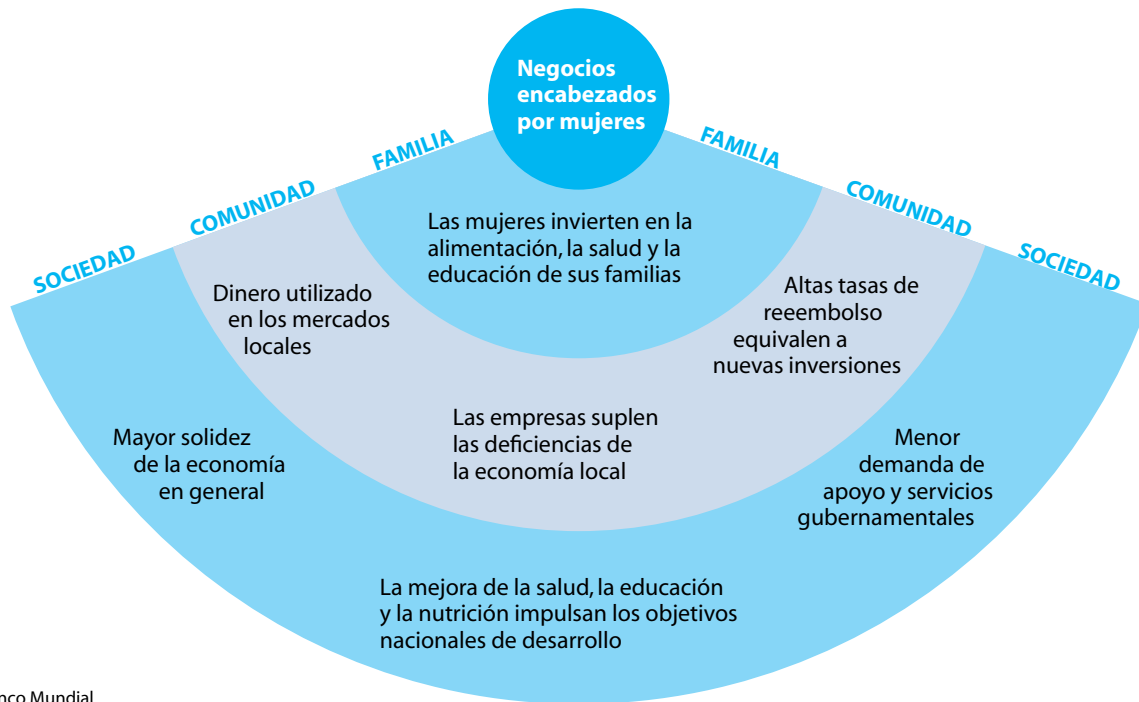 Negocios
encabezados
por mujeres
FAMILIA
FAMILIA
COMUNIDAD
COMUNIDAD
SOCIEDAD
SOCIEDAD
Las mujeres invierten en la
alimentación, la salud y la
educación de sus familias
Dinero utilizado
en los mercados
locales
Altas tasas de
reeembolso
equivalen a
nuevas inversiones
Las empresas suplen
las deficiencias de
la economía local
Mayor solidez
de la economía
en general
Menor
demanda de
apoyo y servicios
gubernamentales
La mejora de la salud, la educación
y la nutrición impulsan los objetivos
nacionales de desarrollo
Mundial